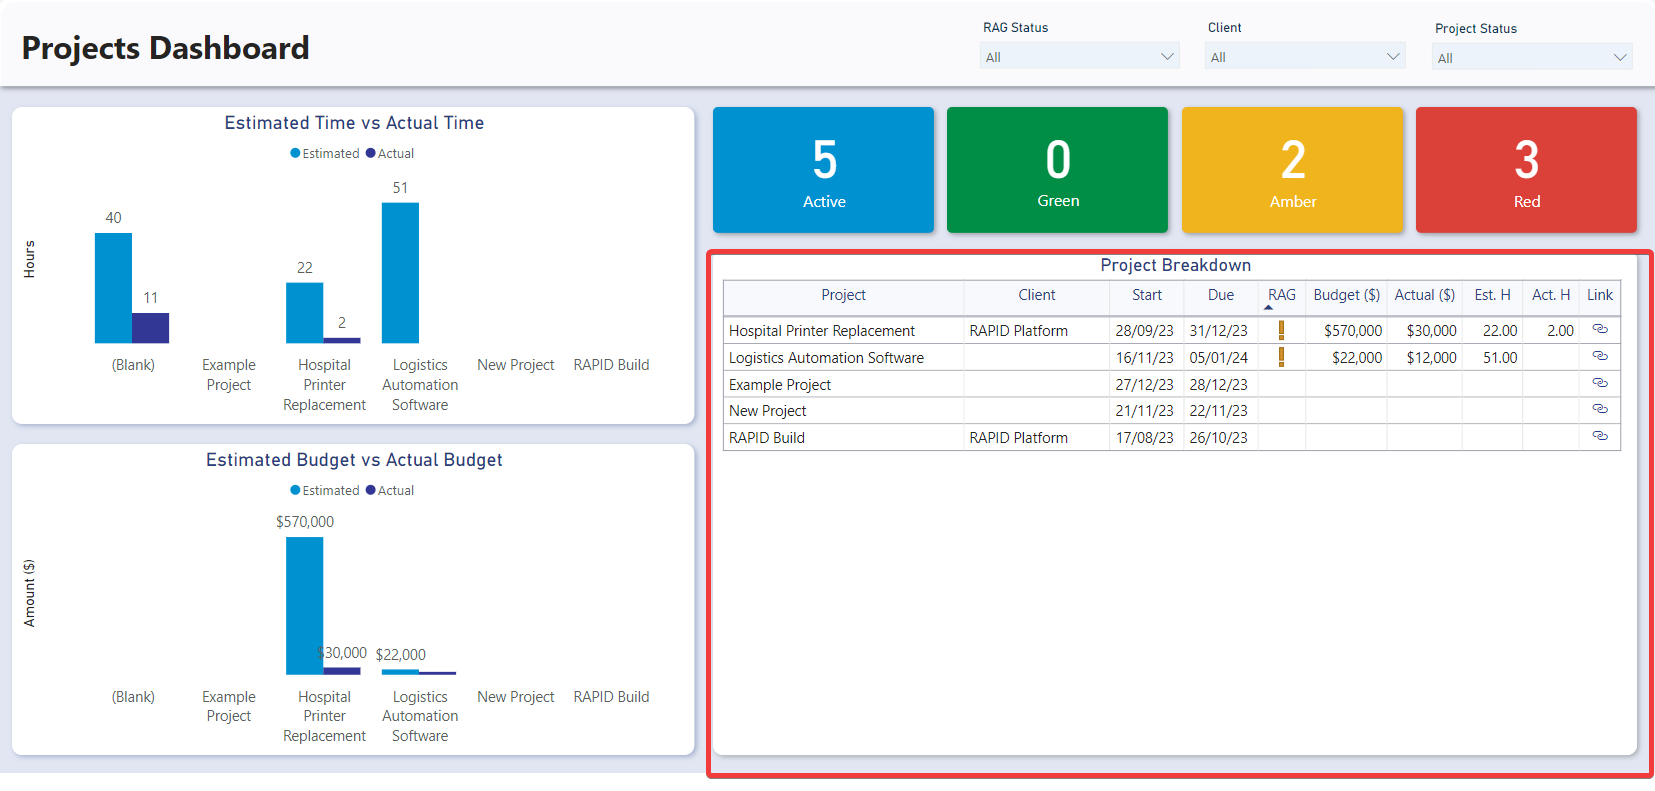 Projects Dashboard
RAG Status
All
Client
All
Project Status
All
Estimated Time vs Actual Time
Estimated Actual
Hours
40
11
22
2
51
(Blank)
Example
Project
Hospital
Printer
Replacement
Logistics
Automation
Software
New Project
RAPID Build
Estimated Budget vs Actual Budget
Estimated Actual
Amount ($)
$570,000
$30,000
$22,000
(Blank)
Example
Project
Hospital
Printer
Replacement
Logistics
Automation
Software
New Project
RAPID Build
5
Active
0
Green
2
Amber
3
Red
Project Breakdown
Project Client Start Due RAG Budget ($) Actual ($) Est. H Act. H Link
Hospital Printer Replacement RAPID Platform 28/09/23 31/12/23 $570,000 $30,000 22.00 2.00
Logistics Automation Software 16/11/23 05/01/24 $22,000 $12,000 51.00
Example Project 27/12/23 28/12/23
New Project 21/11/23 22/11/23
RAPID Build RAPID Platform 17/08/23 26/10/23